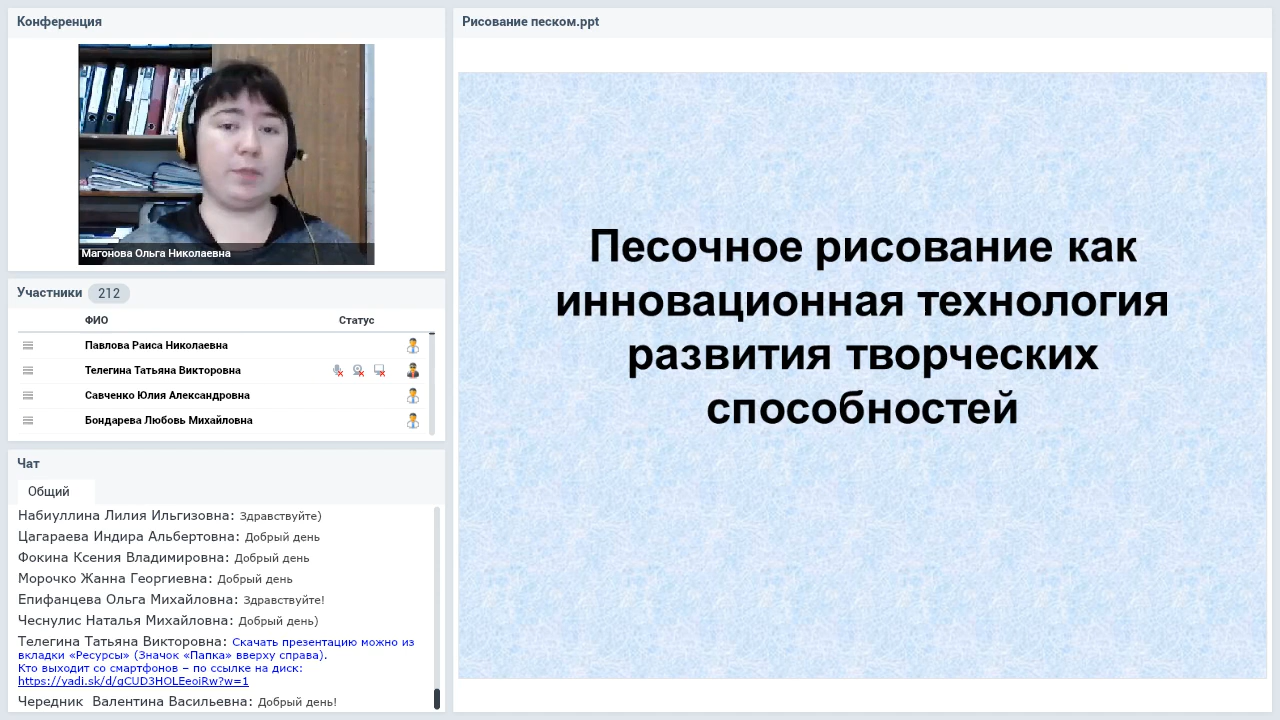 Конференция
Магонова Ольга Николаевна
Участники 212
ФИО Статус
Павлова Раиса Николаевна
Телегина Татьяна Викторовна
Савченко Юлия Александровна
Бондарева Любовь Михайловна
Чат
Общий
Набиуллина Лилия Ильгизовна: Здравствуйте)
Цагараева Индира Альбертовна: Добрый день
Фокина Ксения Владимировна: Добрый день
Морочко Жанна Георгиевна: Добрый день
Епифанцева Ольга Михайловна: Здравствуйте!
Чеснулис Наталья Михайловна: Добрый день)
Телегина Татьяна Викторовна: Скачать презентацию можно из
вкладки «Ресурсы» (Значок «Папка» вверху справа).
Кто выходит со смартфонов – по ссылке на диск:
https://yadi.sk/d/gCUD3HOLEeoiRw?w=1
Чередник Валентина Васильевна: Добрый день!
Рисование песком.ppt
Песочное рисование как
инновационная технология
развития творческих
способностей